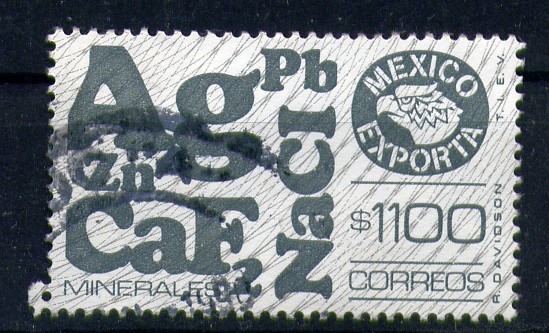 Ag
Pb
Zn
NaCl
CaF2
MINERALES
MEXICO
EXPORTA
$1100
CORREOS
R. DAVIDSON T.I.E.V.